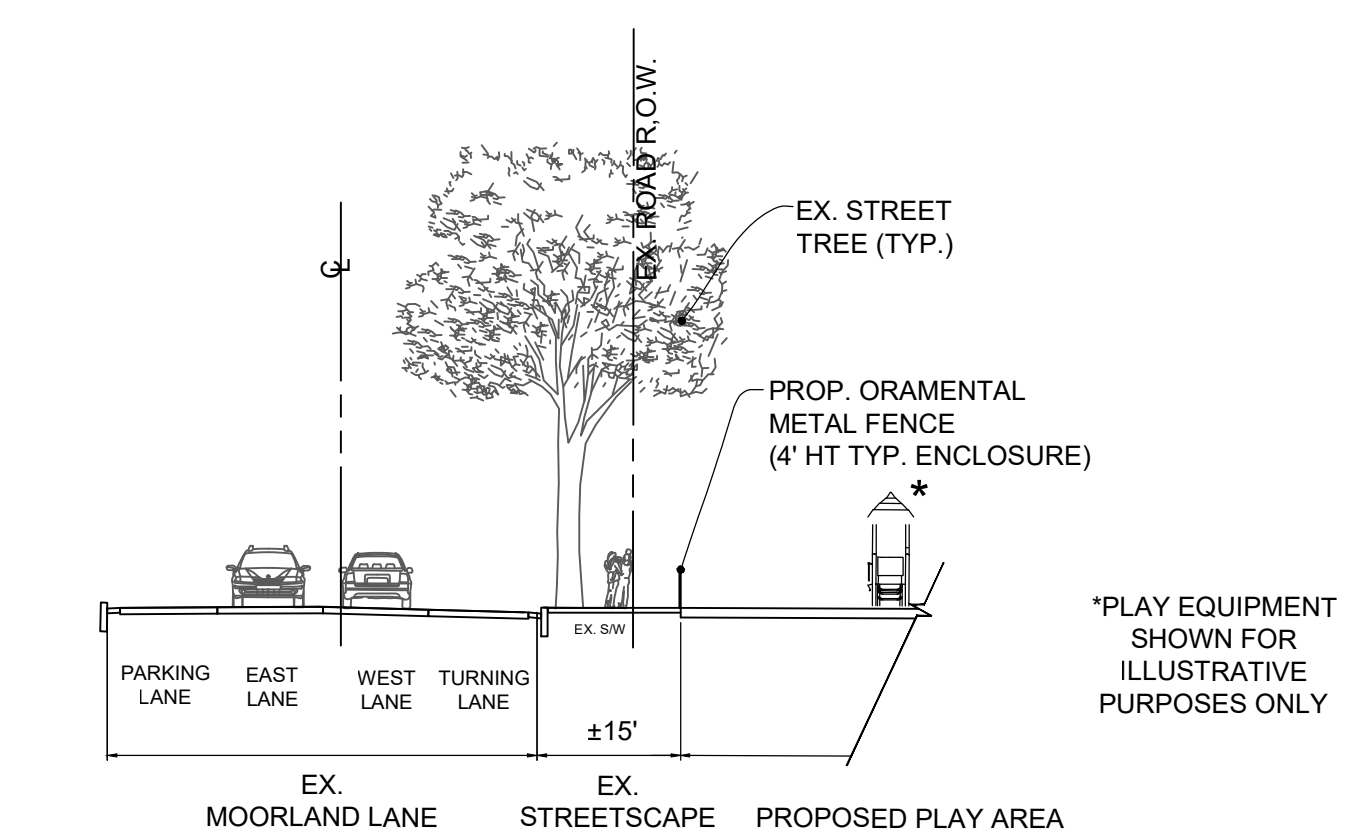 EX. ROAD R,O.W.
EX. STREET
TREE (TYP.)
℄
PROP. ORAMENTAL
METAL FENCE
(4' HT TYP. ENCLOSURE)
*
*PLAY EQUIPMENT
SHOWN FOR
ILLUSTRATIVE
PURPOSES ONLY
EX. S/W
PARKING
LANE
EAST
LANE
WEST
LANE
TURNING
LANE
±15'
EX.
MOORLAND LANE
EX.
STREETSCAPE
PROPOSED PLAY AREA